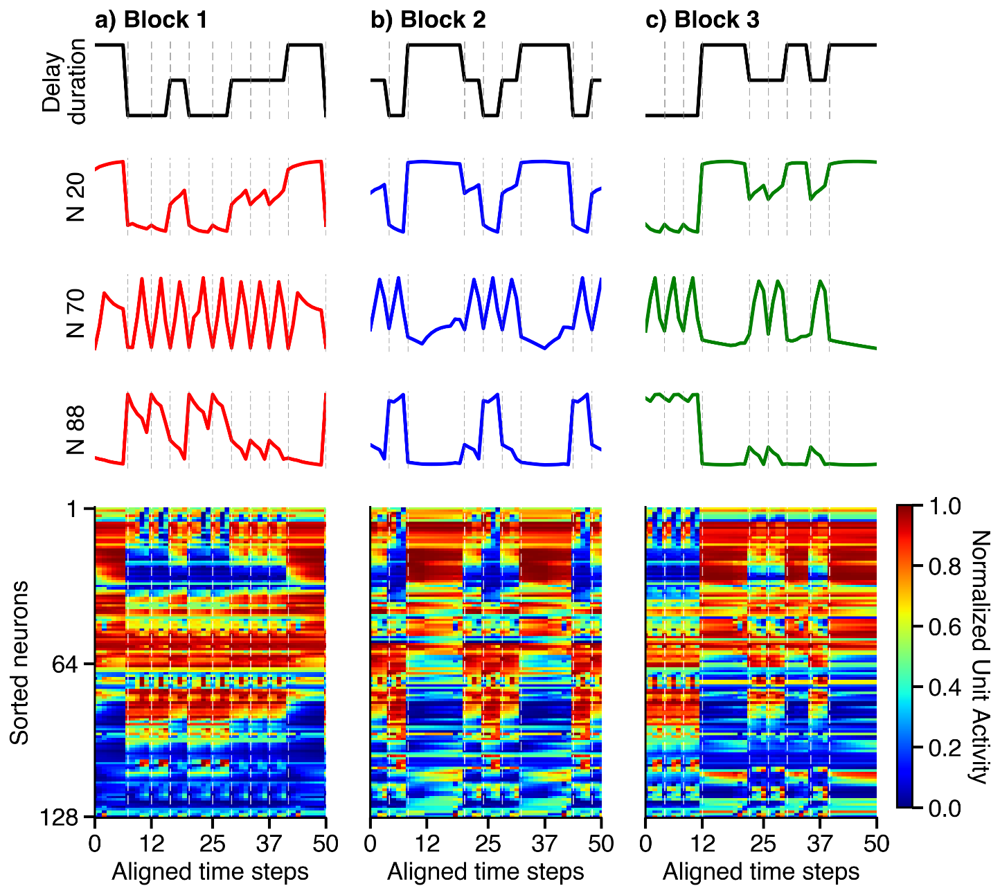 a) Block 1
b) Block 2
c) Block 3
Delay
duration
N 20
N 70
N 88
Sorted neurons
1
64
128
0 12 25 37 50
0 12 25 37 50
0 12 25 37 50
Aligned time steps
Aligned time steps
Aligned time steps
1.0
0.8
0.6
0.4
0.2
0.0
Normalized Unit Activity